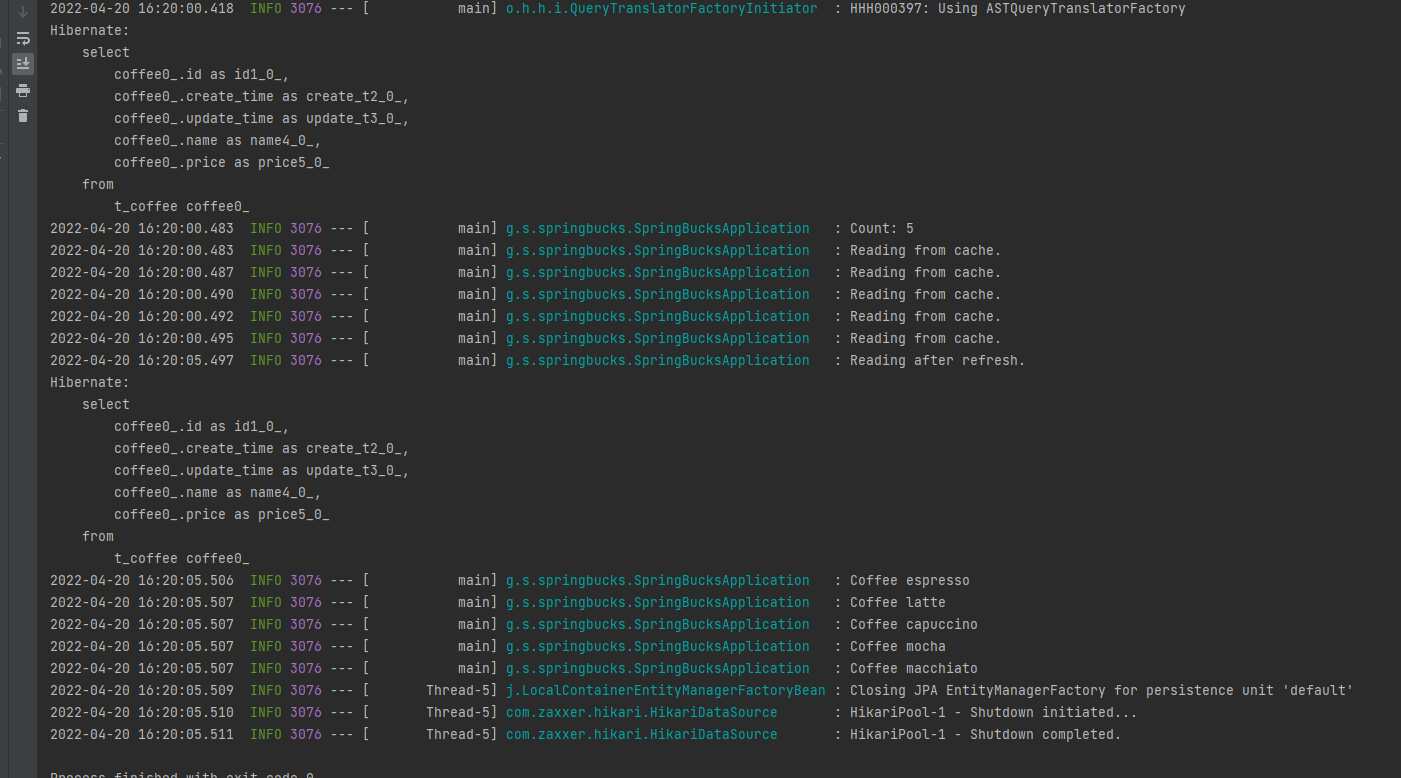 2022-04-20 16:20:00.418  INFO 3076 --- [           main] o.h.h.i.QueryTranslatorFactoryInitiator  : HHH000397: Using ASTQueryTranslatorFactory
Hibernate: 
    select
        coffee0_.id as id1_0_,
        coffee0_.create_time as create_t2_0_,
        coffee0_.update_time as update_t3_0_,
        coffee0_.name as name4_0_,
        coffee0_.price as price5_0_ 
    from
        t_coffee coffee0_
2022-04-20 16:20:00.483  INFO 3076 --- [           main] g.s.springbucks.SpringBucksApplication   : Count: 5
2022-04-20 16:20:00.483  INFO 3076 --- [           main] g.s.springbucks.SpringBucksApplication   : Reading from cache.
2022-04-20 16:20:00.487  INFO 3076 --- [           main] g.s.springbucks.SpringBucksApplication   : Reading from cache.
2022-04-20 16:20:00.490  INFO 3076 --- [           main] g.s.springbucks.SpringBucksApplication   : Reading from cache.
2022-04-20 16:20:00.492  INFO 3076 --- [           main] g.s.springbucks.SpringBucksApplication   : Reading from cache.
2022-04-20 16:20:00.495  INFO 3076 --- [           main] g.s.springbucks.SpringBucksApplication   : Reading from cache.
2022-04-20 16:20:05.497  INFO 3076 --- [           main] g.s.springbucks.SpringBucksApplication   : Reading after refresh.
Hibernate: 
    select
        coffee0_.id as id1_0_,
        coffee0_.create_time as create_t2_0_,
        coffee0_.update_time as update_t3_0_,
        coffee0_.name as name4_0_,
        coffee0_.price as price5_0_ 
    from
        t_coffee coffee0_
2022-04-20 16:20:05.506  INFO 3076 --- [           main] g.s.springbucks.SpringBucksApplication   : Coffee espresso
2022-04-20 16:20:05.507  INFO 3076 --- [           main] g.s.springbucks.SpringBucksApplication   : Coffee latte
2022-04-20 16:20:05.507  INFO 3076 --- [           main] g.s.springbucks.SpringBucksApplication   : Coffee capuccino
2022-04-20 16:20:05.507  INFO 3076 --- [           main] g.s.springbucks.SpringBucksApplication   : Coffee mocha
2022-04-20 16:20:05.507  INFO 3076 --- [           main] g.s.springbucks.SpringBucksApplication   : Coffee macchiato
2022-04-20 16:20:05.509  INFO 3076 --- [       Thread-5] j.LocalContainerEntityManagerFactoryBean : Closing JPA EntityManagerFactory for persistence unit 'default'
2022-04-20 16:20:05.510  INFO 3076 --- [       Thread-5] com.zaxxer.hikari.HikariDataSource       : HikariPool-1 - Shutdown initiated...
2022-04-20 16:20:05.511  INFO 3076 --- [       Thread-5] com.zaxxer.hikari.HikariDataSource       : HikariPool-1 - Shutdown completed.
Process finished with exit code 0